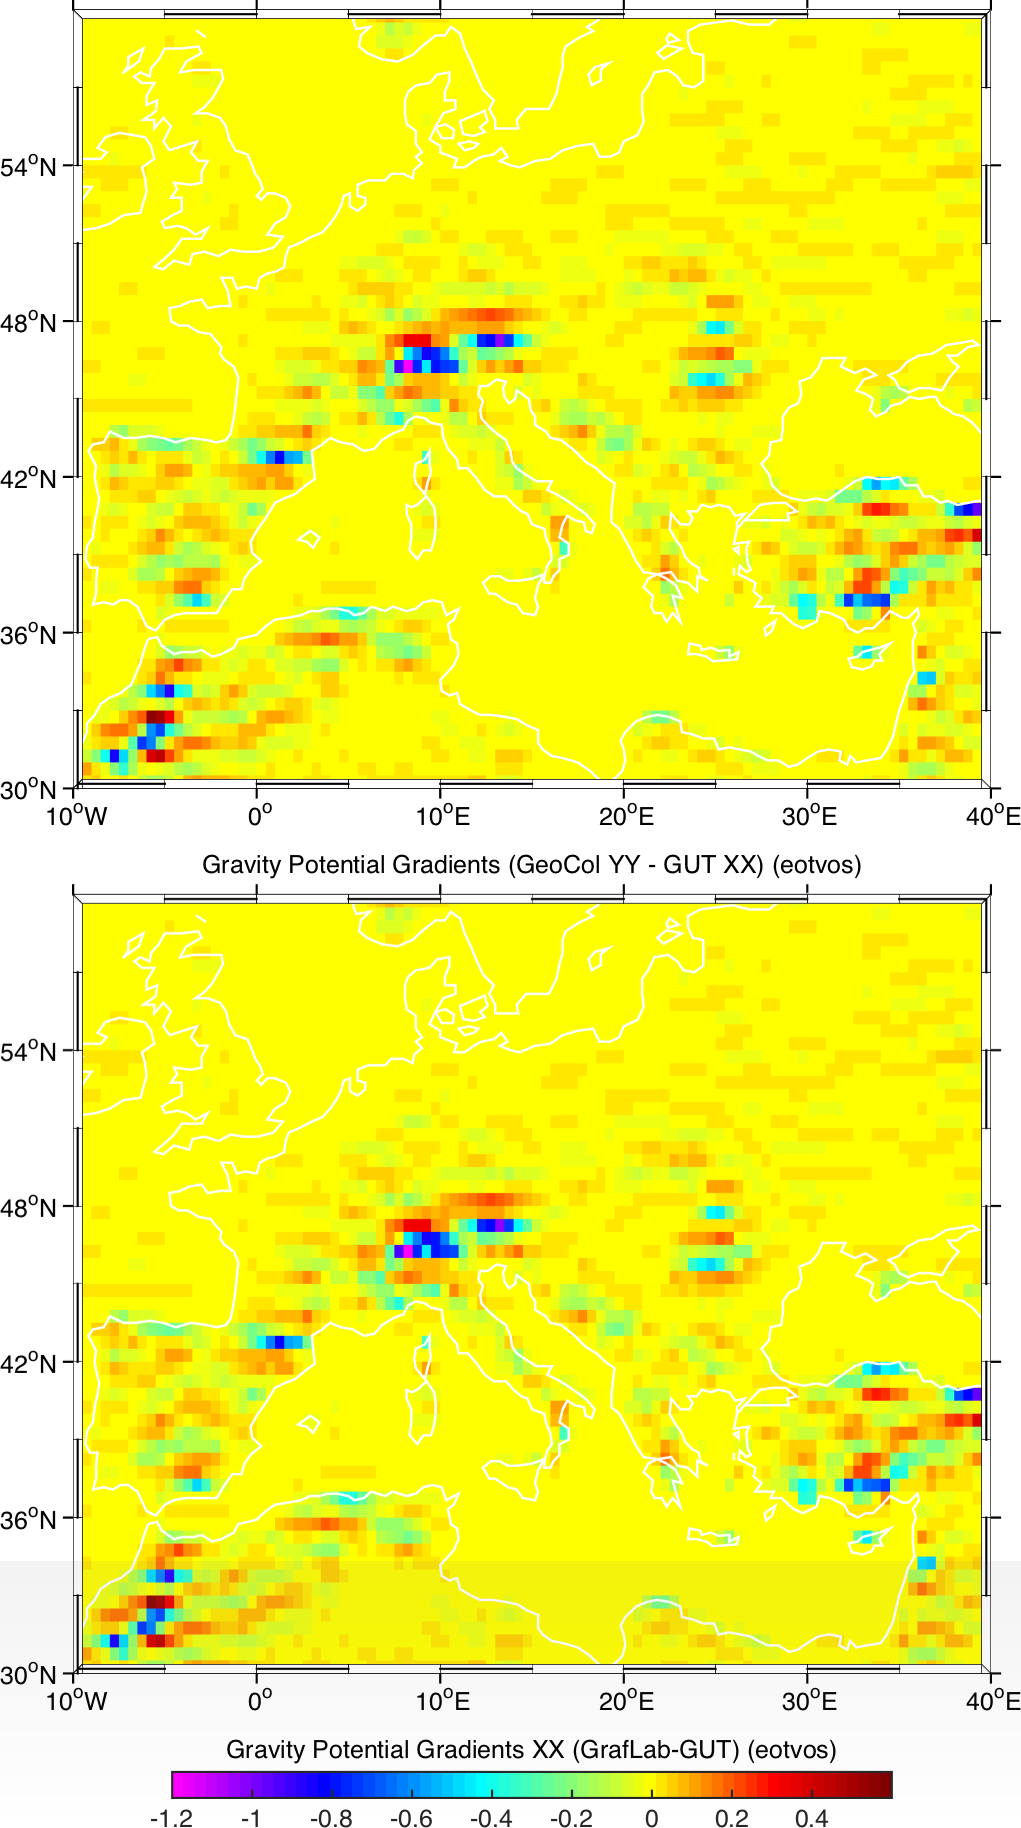 54°N
48°N
42°N
36°N
30°N
10°W 0° 10°E 20°E 30°E 40°E
Gravity Potential Gradients (GeoCol YY - GUT XX) (eotvos)
54°N
48°N
42°N
36°N
30°N
10°W 0° 10°E 20°E 30°E 40°E
Gravity Potential Gradients XX (GrafLab-GUT) (eotvos)
-1.2 -1 -0.8 -0.6 -0.4 -0.2 0 0.2 0.4